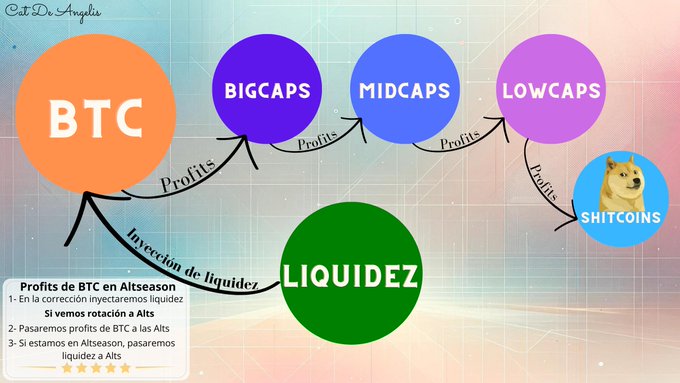 Cat De Angelis
BTC
BIGCAPS
MIDCAPS
LOWCAPS
Profits
Profits
Profits
Profits
SHITCOINS
Inyección de liquidez
LIQUIDEZ
Profits de BTC en Altseason
1- En la corrección inyectaremos liquidez
Si vemos rotación a Alts
2- Pasaremos profits de BTC a las Alts
3- Si estamos en Altseason, pasaremos
liquidez a Alts